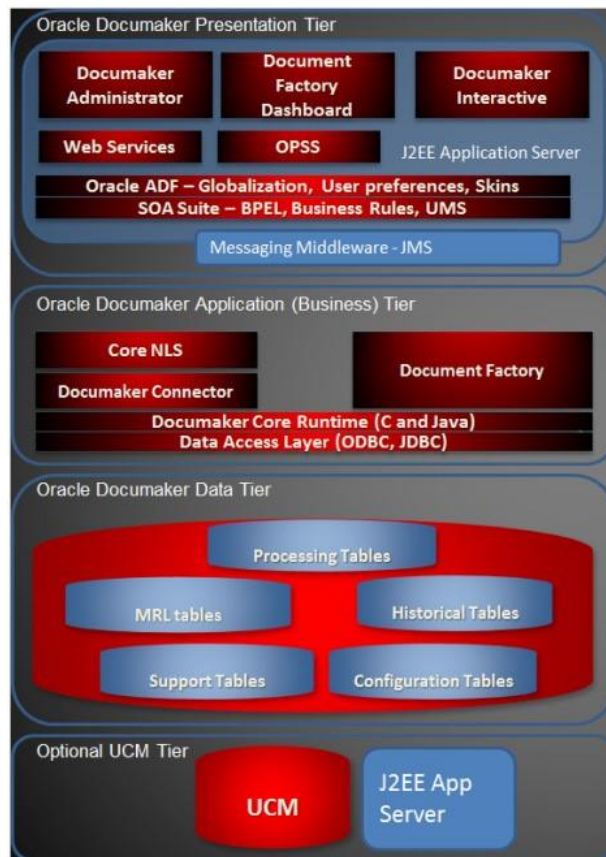 Oracle Documaker Presentation Tier
Documaker
Administrator
Document
Factory
Dashboard
Documaker
Interactive
Web Services
OPSS
J2EE Application Server
Oracle ADF – Globalization, User preferences, Skins
SOA Suite – BPEL, Business Rules, UMS
Messaging Middleware - JMS
Oracle Documaker Application (Business) Tier
Core NLS
Documaker Connector
Document Factory
Documaker Core Runtime (C and Java)
Data Access Layer (ODBC, JDBC)
Oracle Documaker Data Tier
Processing Tables
MRL tables
Historical Tables
Support Tables
Configuration Tables
Optional UCM Tier
UCM
J2EE App
Server